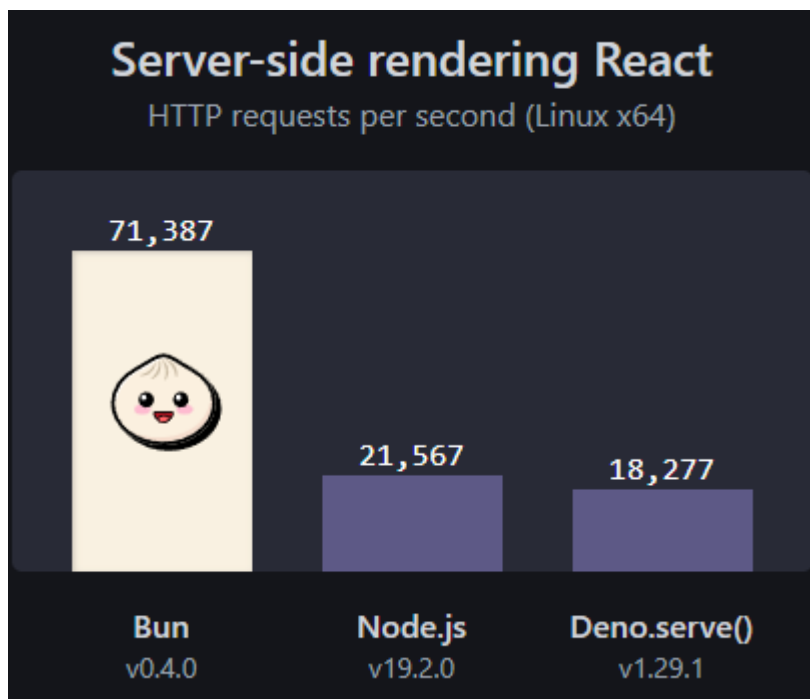 Server-side rendering React
HTTP requests per second (Linux x64)
71,387
21,567
18,277
Bun
v0.4.0
Node.js
v19.2.0
Deno.serve()
v1.29.1